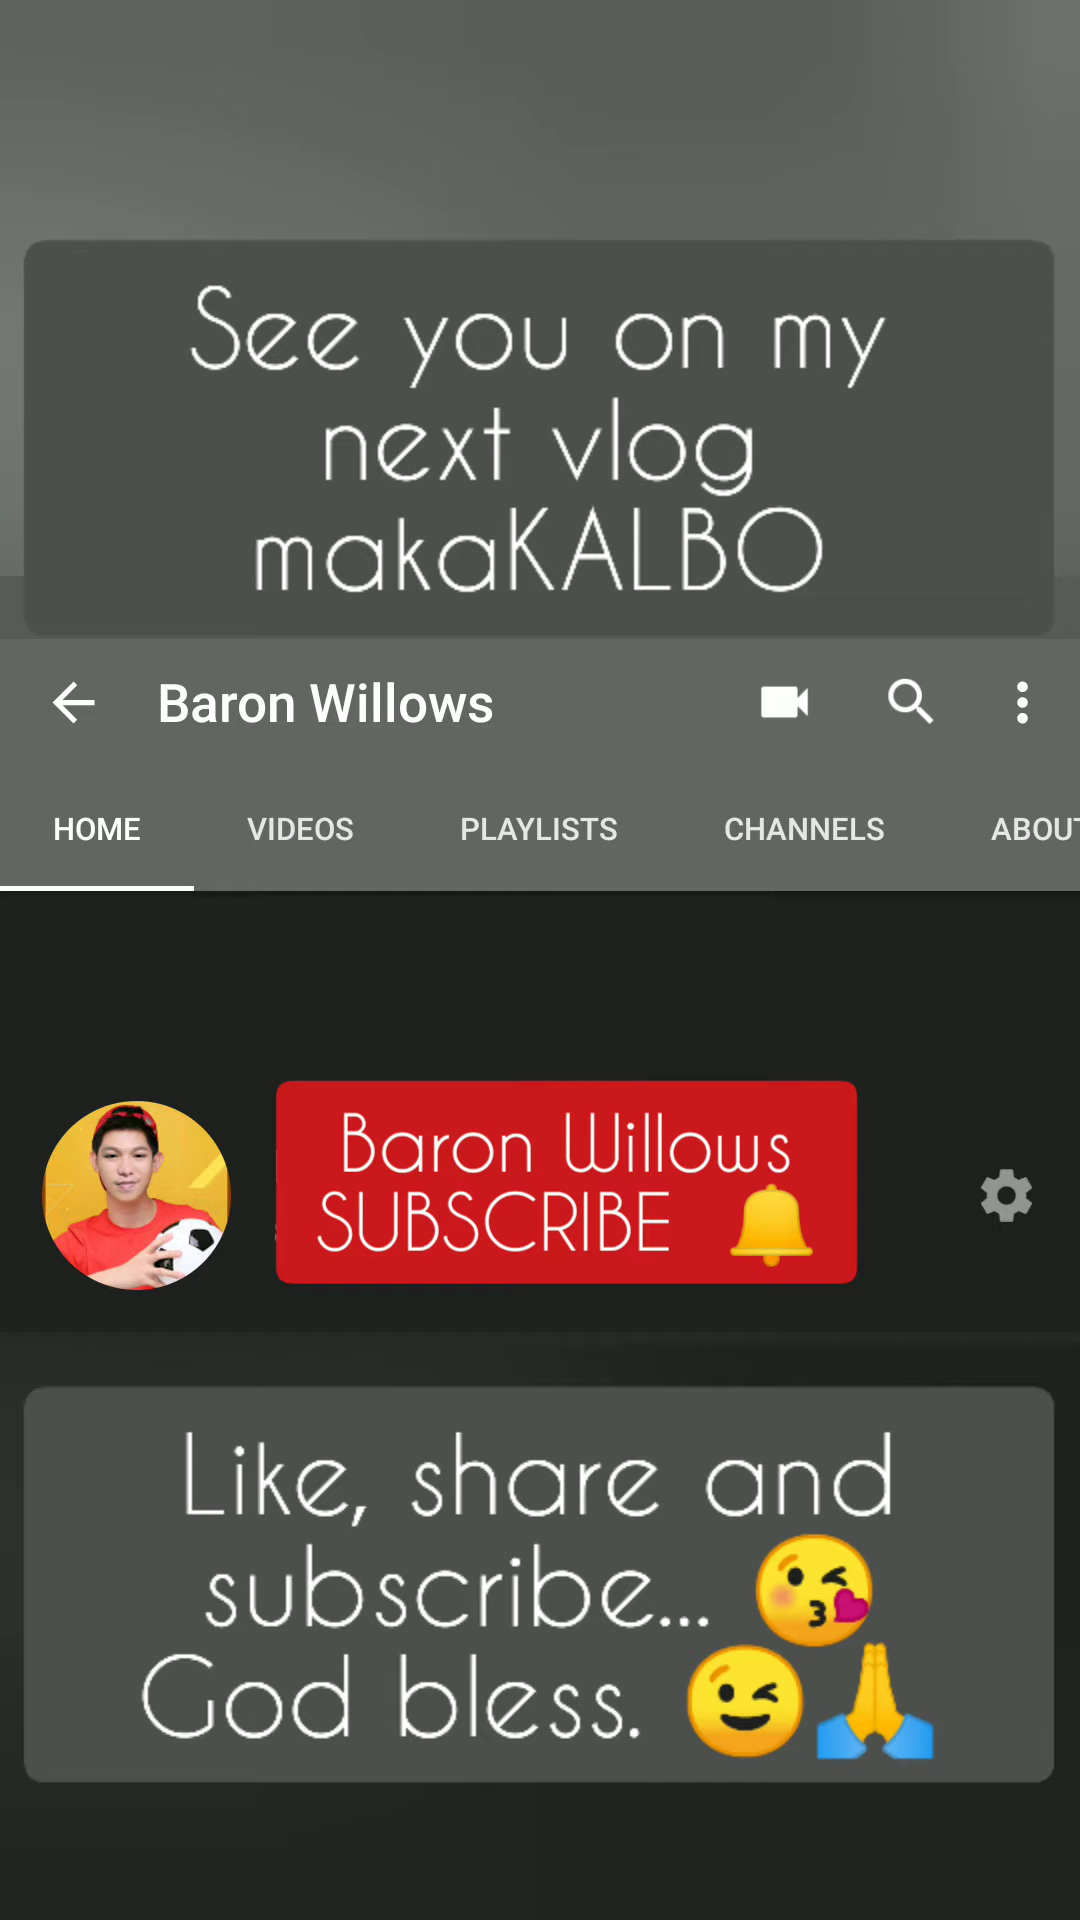 See you on my
next vlog
makaKALBO
Baron Willows
HOME VIDEOS PLAYLISTS CHANNELS ABOUT
Baron Willows
SUBSCRIBE 🔔
Like, share and
subscribe... 😘
God bless. 😉🙏